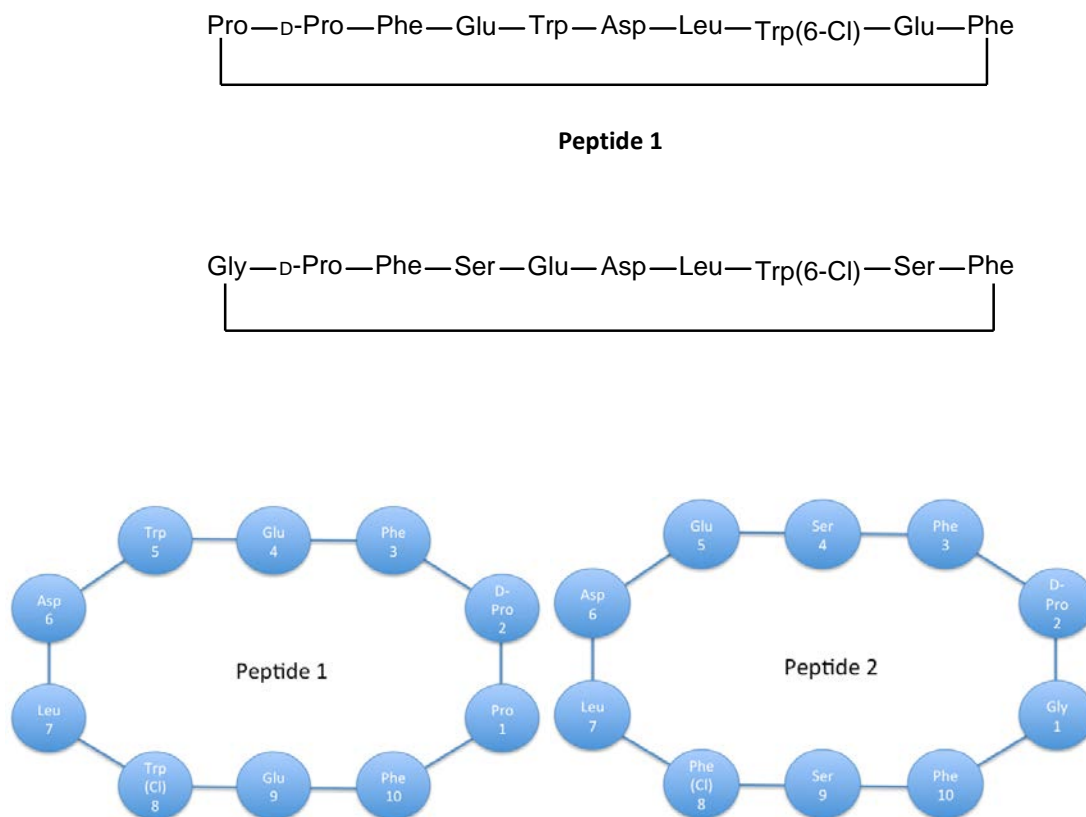 Pro—D-Pro—Phe—Glu—Trp—Asp—Leu—Trp(6-Cl)—Glu—Phe
Peptide 1
Gly—D-Pro—Phe—Ser—Glu—Asp—Leu—Trp(6-Cl)—Ser—Phe
Trp
5
Glu
4
Phe
3
Asp
6
D-
Pro
2
Peptide 1
Leu
7
Pro
1
Trp
(Cl)
8
Glu
9
Phe
10
Glu
5
Ser
4
Phe
3
Asp
6
D-
Pro
2
Peptide 2
Leu
7
Gly
1
Phe
(Cl)
8
Ser
9
Phe
10